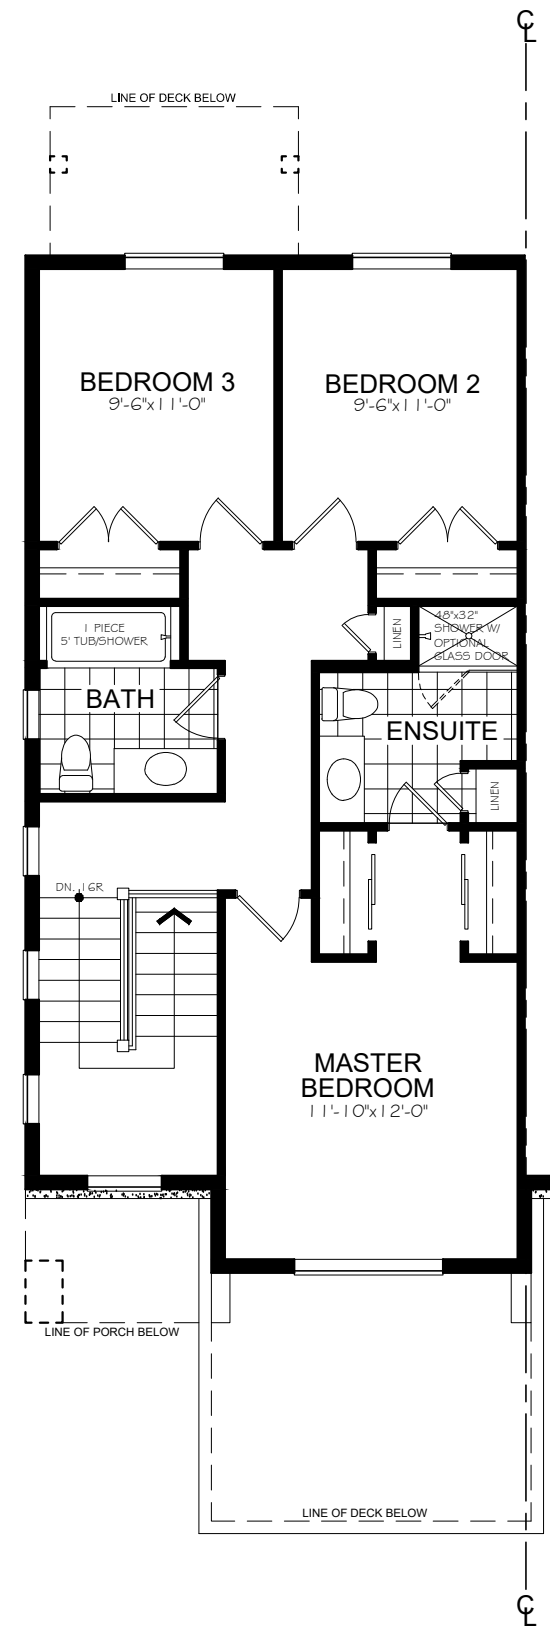 ℄
LINE OF DECK BELOW
BEDROOM 3
9'-6"x11'-0"
BEDROOM 2
9'-6"x11'-0"
1 PIECE
5' TUB/SHOWER
LINEN
48"x32"
SHOWER W/
OPTIONAL
GLASS DOOR
BATH
ENSUITE
LINEN
DN. 16R
MASTER
BEDROOM
11'-10"x12'-0"
LINE OF PORCH BELOW
LINE OF DECK BELOW
℄